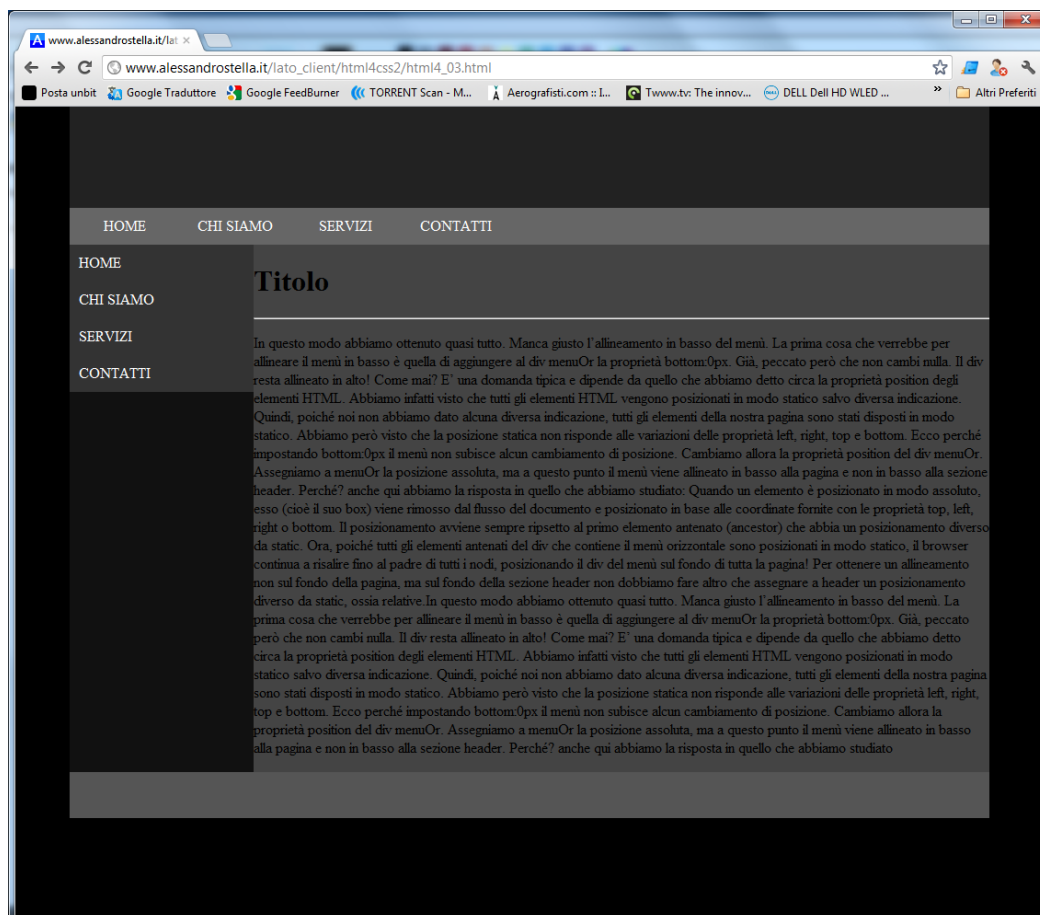 www.alessandrostella.it/lat ×
www.alessandrostella.it/lato_client/html4css2/html4_03.html
Posta unbit Google Traduttore Google FeedBurner TORRENT Scan - M... Aerografisti.com :: I... Twww.tv: The innov... DELL Dell HD WLED ... » Altri Preferiti
HOME CHI SIAMO SERVIZI CONTATTI
HOME
CHI SIAMO
SERVIZI
CONTATTI
Titolo
In questo modo abbiamo ottenuto quasi tutto. Manca giusto l'allineamento in basso del menù. La prima cosa che verrebbe per
allineare il menù in basso è quella di aggiungere al div menuOr la proprietà bottom:0px. Già, peccato però che non cambi nulla. Il div
resta allineato in alto! Come mai? E' una domanda tipica e dipende da quello che abbiamo detto circa la proprietà position degli
elementi HTML. Abbiamo infatti visto che tutti gli elementi HTML vengono posizionati in modo statico salvo diversa indicazione.
Quindi, poiché noi non abbiamo dato alcuna diversa indicazione, tutti gli elementi della nostra pagina sono stati disposti in modo
statico. Abbiamo però visto che la posizione statica non risponde alle variazioni delle proprietà left, right, top e bottom. Ecco perché
impostando bottom:0px il menù non subisce alcun cambiamento di posizione. Cambiamo allora la proprietà position del div menuOr.
Assegniamo a menuOr la posizione assoluta, ma a questo punto il menù viene allineato in basso alla pagina e non in basso alla sezione
header. Perché? anche qui abbiamo la risposta in quello che abbiamo studiato: Quando un elemento è posizionato in modo assoluto,
esso (cioè il suo box) viene rimosso dal flusso del documento e posizionato in base alle coordinate fornite con le proprietà top, left,
right o bottom. Il posizionamento avviene sempre ripsetto al primo elemento antenato (ancestor) che abbia un posizionamento diverso
da static. Ora, poiché tutti gli elementi antenati del div che contiene il menù orizzontale sono posizionati in modo statico, il browser
continua a risalire fino al padre di tutti i nodi, posizionando il div del menù sul fondo di tutta la pagina! Per ottenere un allineamento
non sul fondo della pagina, ma sul fondo della sezione header non dobbiamo fare altro che assegnare a header un posizionamento
diverso da static, ossia relative.In questo modo abbiamo ottenuto quasi tutto. Manca giusto l'allineamento in basso del menù. La
prima cosa che verrebbe per allineare il menù in basso è quella di aggiungere al div menuOr la proprietà bottom:0px. Già, peccato
però che non cambi nulla. Il div resta allineato in alto! Come mai? E' una domanda tipica e dipende da quello che abbiamo detto
circa la proprietà position degli elementi HTML. Abbiamo infatti visto che tutti gli elementi HTML vengono posizionati in modo
statico salvo diversa indicazione. Quindi, poiché noi non abbiamo dato alcuna diversa indicazione, tutti gli elementi della nostra pagina
sono stati disposti in modo statico. Abbiamo però visto che la posizione statica non risponde alle variazioni delle proprietà left, right,
top e bottom. Ecco perché impostando bottom:0px il menù non subisce alcun cambiamento di posizione. Cambiamo allora la
proprietà position del div menuOr. Assegniamo a menuOr la posizione assoluta, ma a questo punto il menù viene allineato in basso
alla pagina e non in basso alla sezione header. Perché? anche qui abbiamo la risposta in quello che abbiamo studiato